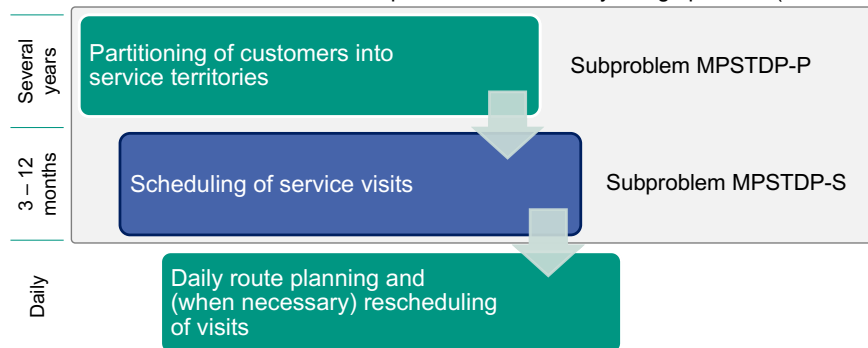 Several
years
Partitioning of customers into
service territories
Subproblem MPSTDP-P
3 – 12
months
Scheduling of service visits
Subproblem MPSTDP-S
Daily
Daily route planning and
(when necessary) rescheduling
of visits